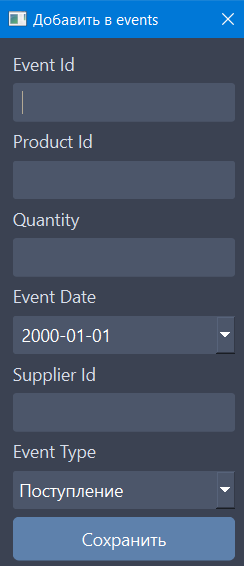 Добавить в events
Event Id
Product Id
Quantity
Event Date
2000-01-01
Supplier Id
Event Type
Поступление
Сохранить